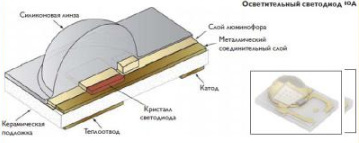 Осветительный светодиод
Силиконовая линза
Слой люминофора
Металлический
соединительный слой
Катод
Кристалл
светодиода
Теплоотвод
Керамическая
подложка